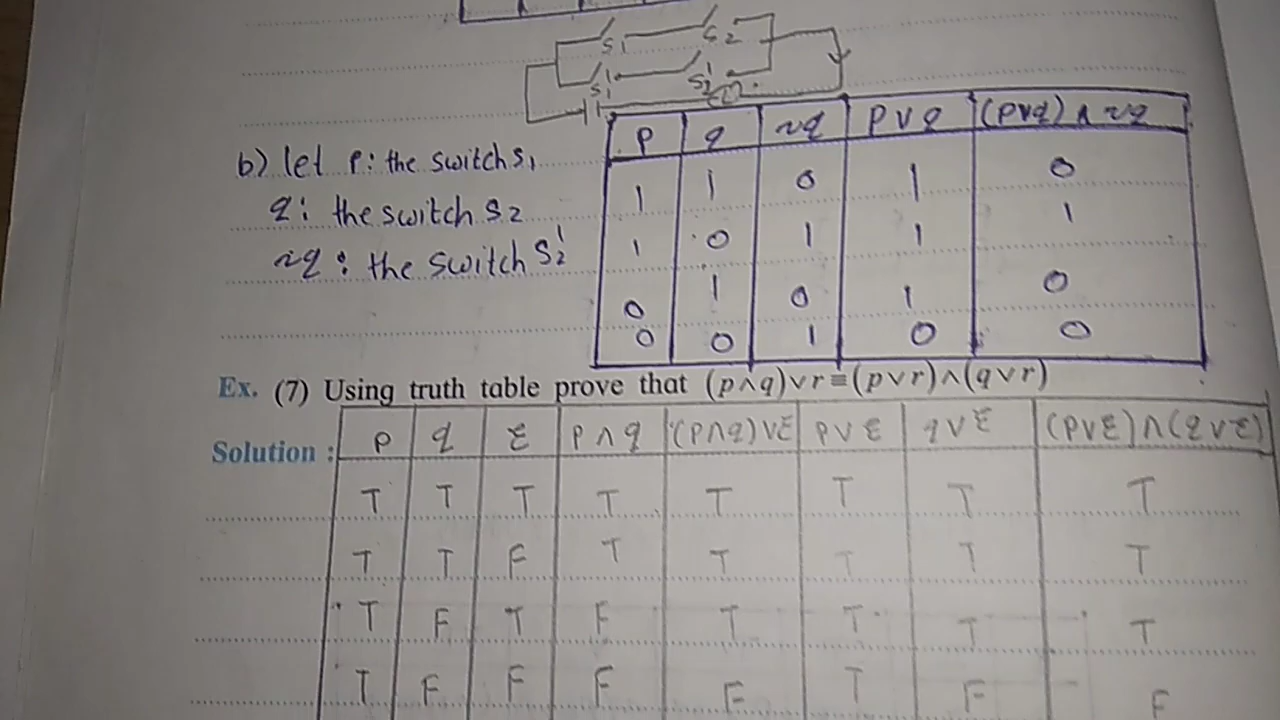 S₁ S₂
S₁' S₂'
p q ~q p∨q (p∨q)∧~q
b) let p: the switch s₁
1 1 0 1 0
q: the switch s₂
1 0 1 1 1
~q: the switch S₂'
0 1 0 1 0
0 0 1 0 0
Ex. (7) Using truth table prove that (p∧q)∨r≡(p∨r)∧(q∨r)
Solution : p q r p∧q (p∧q)∨r p∨r q∨r (p∨r)∧(q∨r)
T T T T T T T T
T T F T T T T T
T F T F T T T T
T F F F F T F F